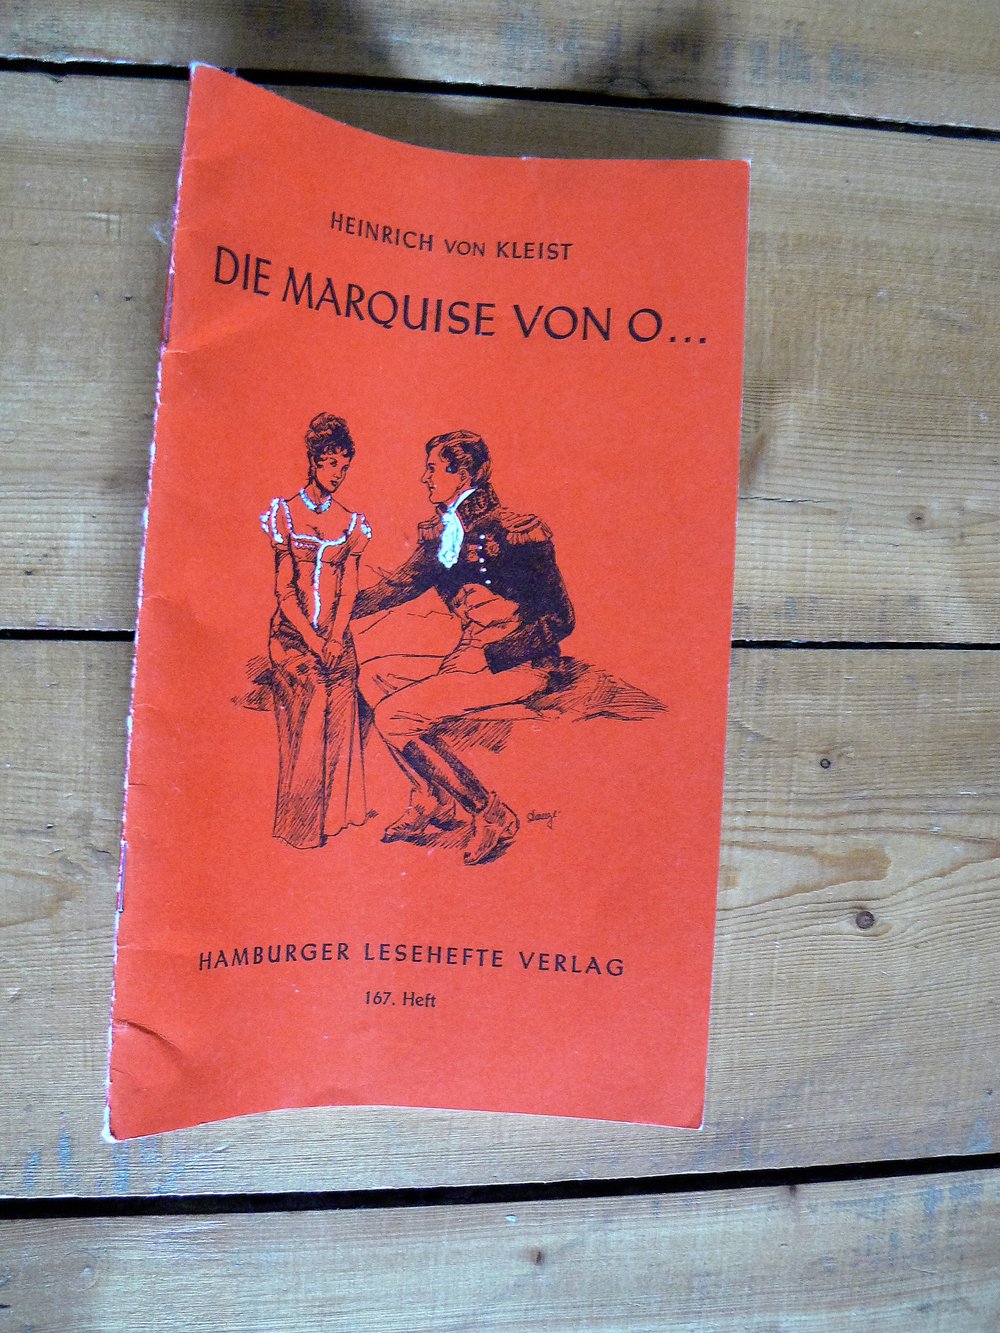 HEINRICH VON KLEIST
DIE MARQUISE VON O...
HAMBURGER LESEHEFTE VERLAG
167. Heft